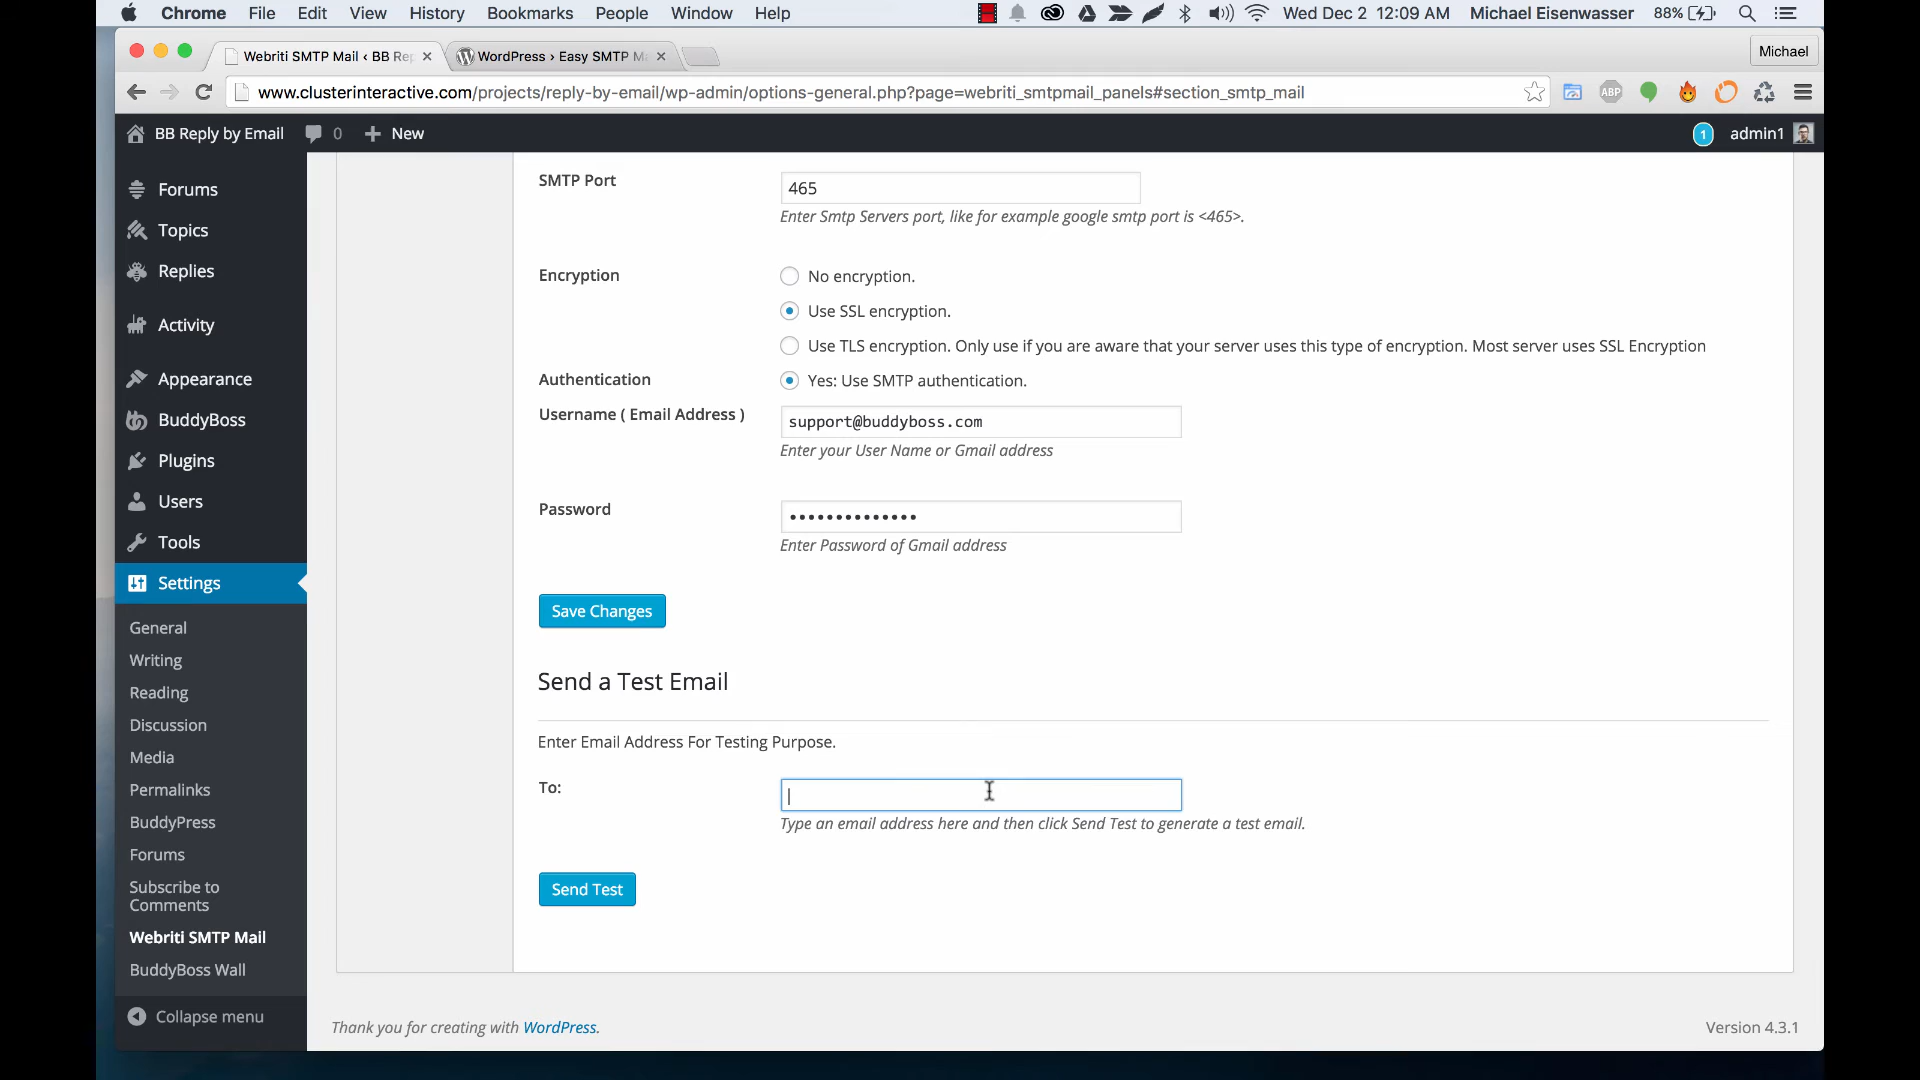 Chrome File Edit View History Bookmarks People Window Help Wed Dec 2 12:09 AM Michael Eisenwasser 88%
Webriti SMTP Mail ‹ BB Rep WordPress › Easy SMTP Ma Michael
www.clusterinteractive.com/projects/reply-by-email/wp-admin/options-general.php?page=webriti_smtpmail_panels#section_smtp_mail ABP
BB Reply by Email 0 New 1 admin1
Forums
Topics
Replies
Activity
Appearance
BuddyBoss
Plugins
Users
Tools
Settings
General
Writing
Reading
Discussion
Media
Permalinks
BuddyPress
Forums
Subscribe to
Comments
Webriti SMTP Mail
BuddyBoss Wall
Collapse menu
SMTP Port 465
Enter Smtp Servers port, like for example google smtp port is <465>.
Encryption No encryption.
Use SSL encryption.
Use TLS encryption. Only use if you are aware that your server uses this type of encryption. Most server uses SSL Encryption
Authentication Yes: Use SMTP authentication.
Username ( Email Address ) support@buddyboss.com
Enter your User Name or Gmail address
Password ••••••••••••••
Enter Password of Gmail address
Save Changes
Send a Test Email
Enter Email Address For Testing Purpose.
To:
Type an email address here and then click Send Test to generate a test email.
Send Test
Thank you for creating with WordPress. Version 4.3.1